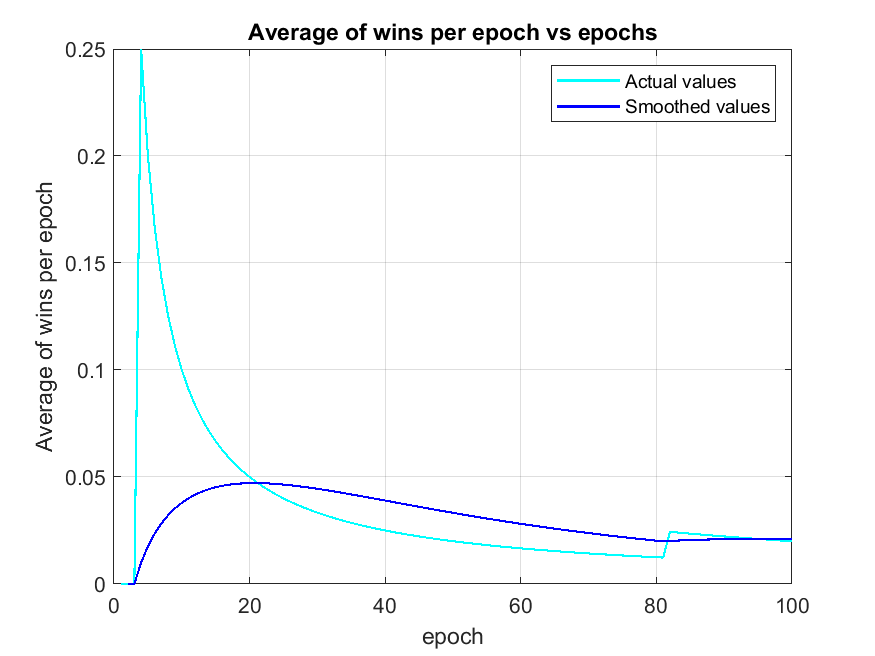 Average of wins per epoch vs epochs
0.25
Actual values
Smoothed values
0.2
0.15
0.1
0.05
0
Average of wins per epoch
0
20
40
60
80
100
epoch